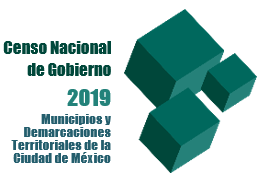 Censo Nacional
de Gobierno
2019
Municipios y
Demarcaciones
Territoriales de la
Ciudad de México